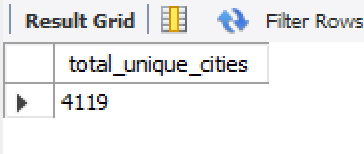 Result Grid Filter Rows
total_unique_cities
4119